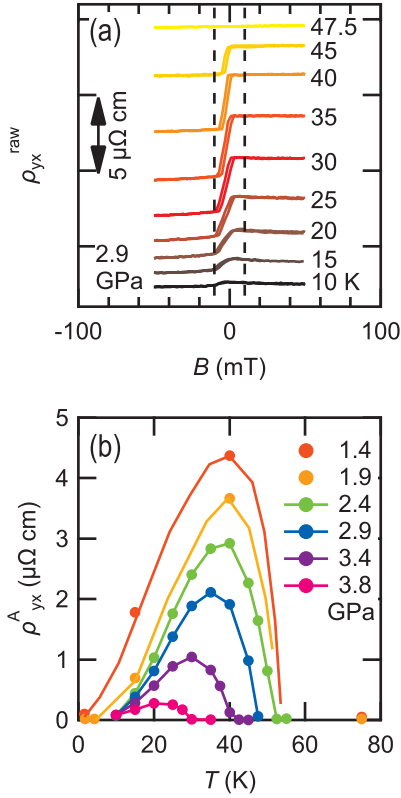 (a)
47.5
45
40
35
30
25
20
15
10 K
ρyx^raw
5 μΩ cm
2.9
GPa
-100 0 100
B (mT)
(b)
5
4
3
2
1
0
ρ^A yx (μΩ cm)
1.4
1.9
2.4
2.9
3.4
3.8
GPa
0 20 40 60 80
T (K)